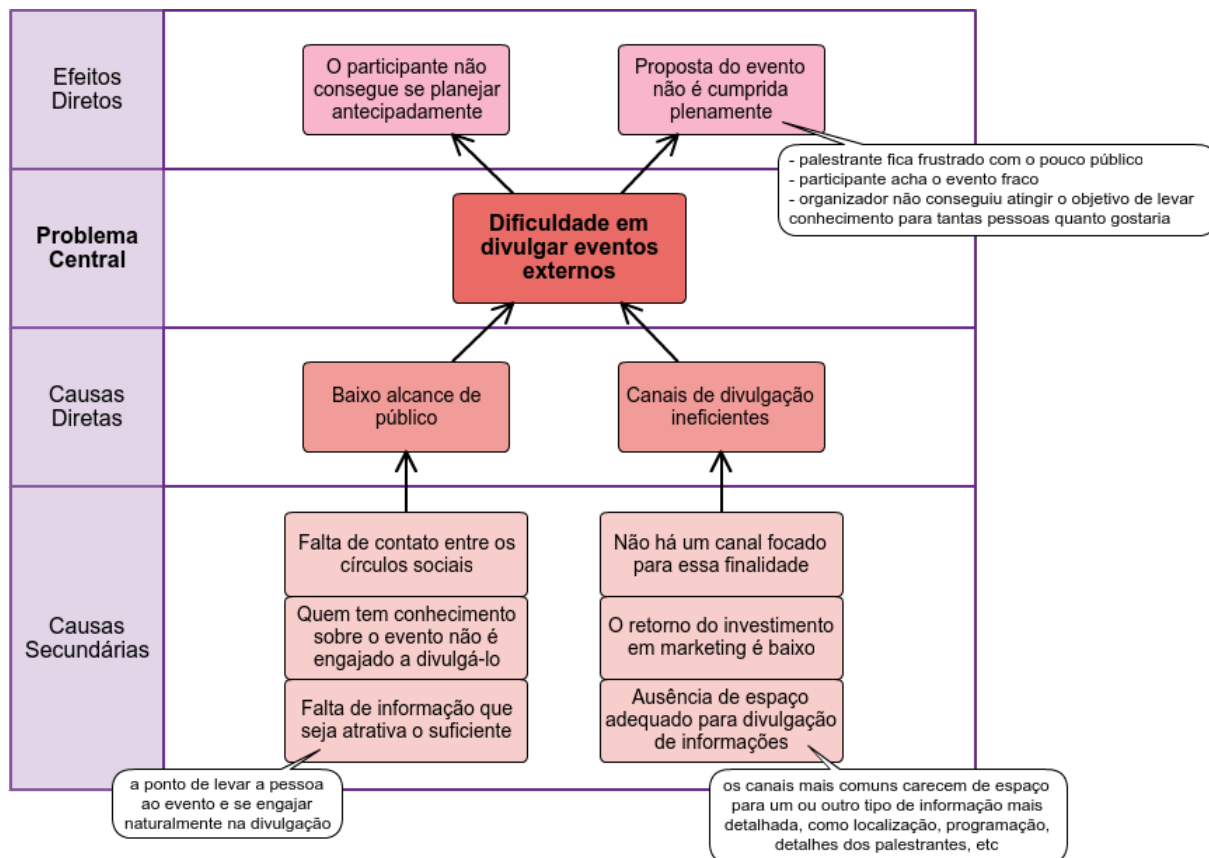 Efeitos
Diretos
O participante não
consegue se planejar
antecipadamente
Proposta do evento
não é cumprida
plenamente
- palestrante fica frustrado com o pouco público
- participante acha o evento fraco
- organizador não conseguiu atingir o objetivo de levar
conhecimento para tantas pessoas quanto gostaria
Problema
Central
Dificuldade em
divulgar eventos
externos
Causas
Diretas
Baixo alcance de
público
Canais de divulgação
ineficientes
Causas
Secundárias
Falta de contato entre os
círculos sociais
Quem tem conhecimento
sobre o evento não é
engajado a divulgá-lo
Falta de informação que
seja atrativa o suficiente
a ponto de levar a pessoa
ao evento e se engajar
naturalmente na divulgação
Não há um canal focado
para essa finalidade
O retorno do investimento
em marketing é baixo
Ausência de espaço
adequado para divulgação
de informações
os canais mais comuns carecem de espaço
para um ou outro tipo de informação mais
detalhada, como localização, programação,
detalhes dos palestrantes, etc